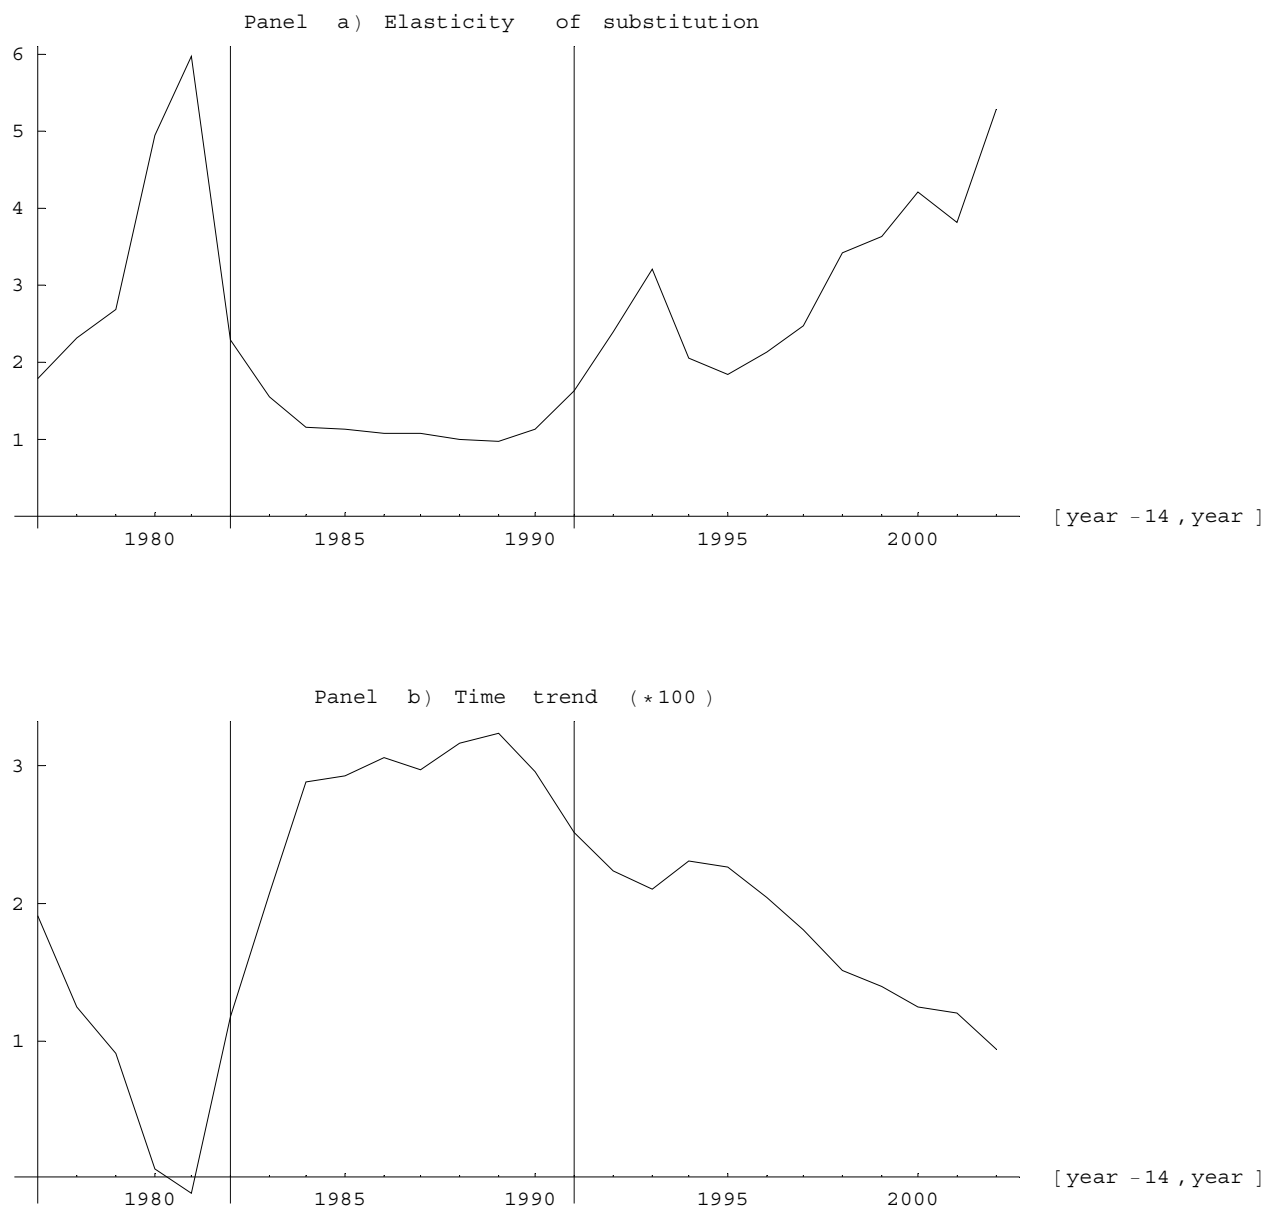 Panel a) Elasticity of substitution
6
5
4
3
2
1
1980 1985 1990 1995 2000
[year -14, year]
Panel b) Time trend (*100)
3
2
1
1980 1985 1990 1995 2000
[year -14, year]